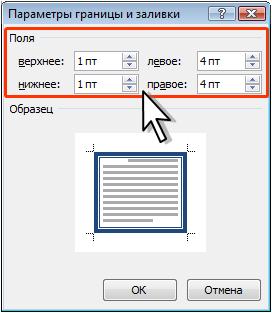 Параметры границы и заливки
Поля
верхнее: 1 пт левое: 4 пт
нижнее: 1 пт правое: 4 пт
Образец
ОК Отмена